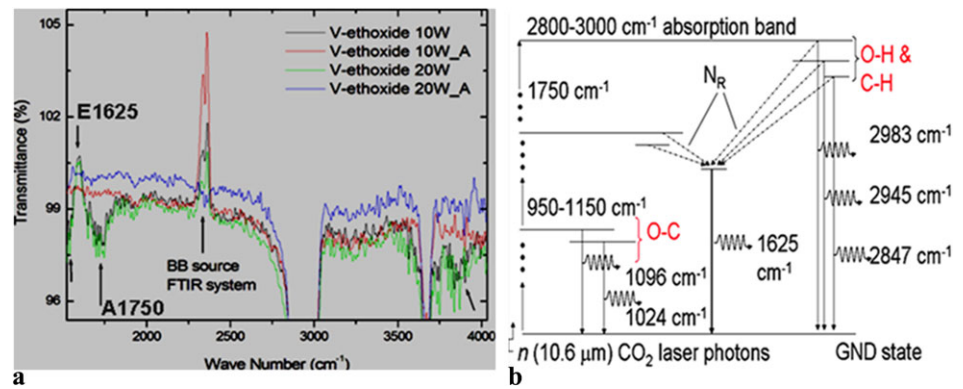 105
102
99
96
Transmittance (%)
V-ethoxide 10W
V-ethoxide 10W_A
V-ethoxide 20W
V-ethoxide 20W_A
E1625
A1750
BB source
FTIR system
2000
2500
3000
3500
4000
Wave Number (cm-1)
a
2800-3000 cm-1 absorption band
O-H &
C-H
NR
1750 cm-1
2983 cm-1
2945 cm-1
2847 cm-1
950-1150 cm-1
O-C
1096 cm-1
1024 cm-1
1625
cm-1
n (10.6 µm) CO2 laser photons
GND state
b